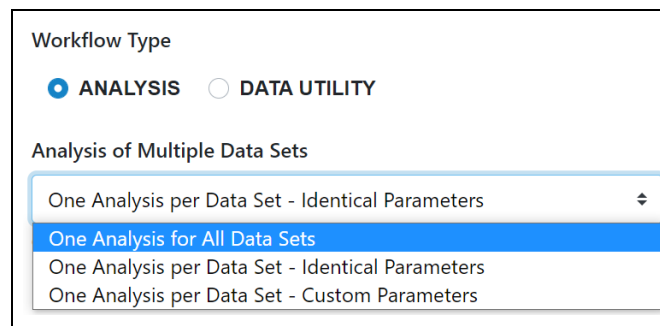 Workflow Type
ANALYSIS DATA UTILITY
Analysis of Multiple Data Sets
One Analysis per Data Set - Identical Parameters
One Analysis for All Data Sets
One Analysis per Data Set - Identical Parameters
One Analysis per Data Set - Custom Parameters